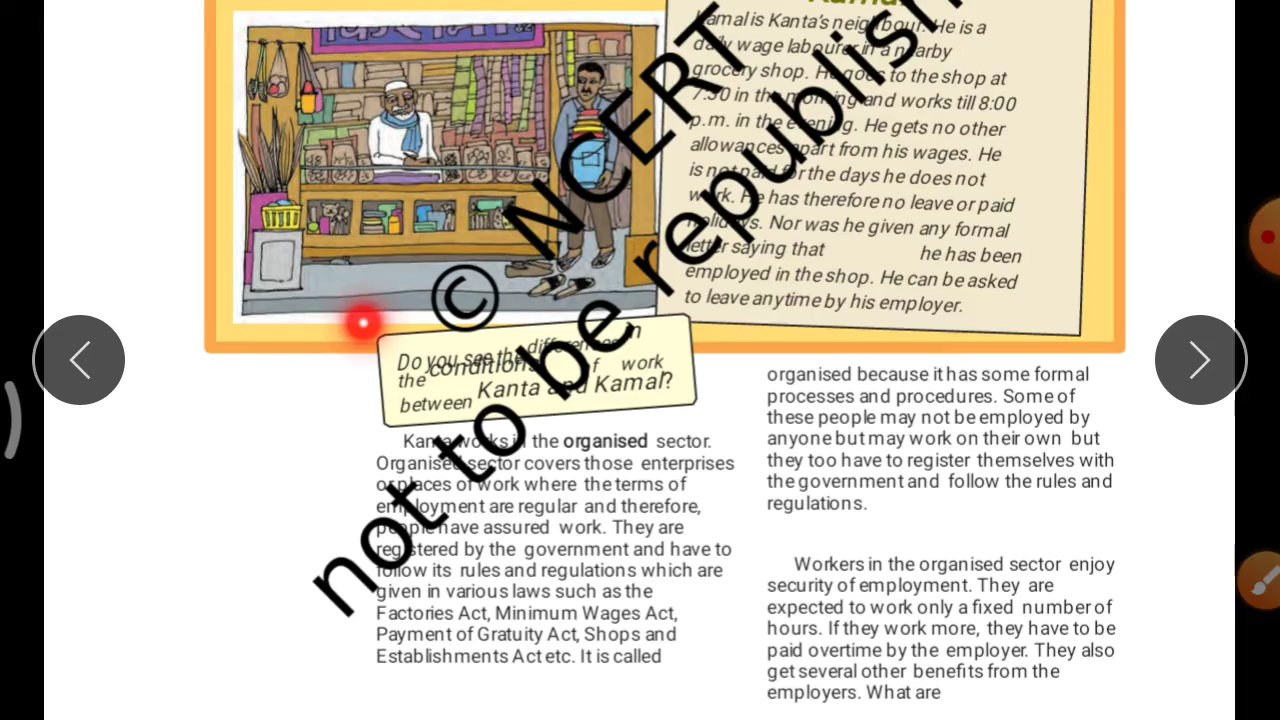 Kamal
Kamal is Kanta's neighbour. He is a
daily wage labourer in a nearby
grocery shop. He goes to the shop at
7:30 in the morning and works till 8:00
p.m. in the evening. He gets no other
allowances apart from his wages. He
is not paid for the days he does not
work. He has therefore no leave or paid
holidays. Nor was he given any formal
letter saying that he has been
employed in the shop. He can be asked
to leave anytime by his employer.
Do you see the differences in
the conditions of work
between Kanta and Kamal?
Kanta works in the organised sector.
Organised sector covers those enterprises
or places of work where the terms of
employment are regular and therefore,
people have assured work. They are
registered by the government and have to
follow its rules and regulations which are
given in various laws such as the
Factories Act, Minimum Wages Act,
Payment of Gratuity Act, Shops and
Establishments Act etc. It is called
organised because it has some formal
processes and procedures. Some of
these people may not be employed by
anyone but may work on their own but
they too have to register themselves with
the government and follow the rules and
regulations.
Workers in the organised sector enjoy
security of employment. They are
expected to work only a fixed number of
hours. If they work more, they have to be
paid overtime by the employer. They also
get several other benefits from the
employers. What are
© NCERT
not to be republish